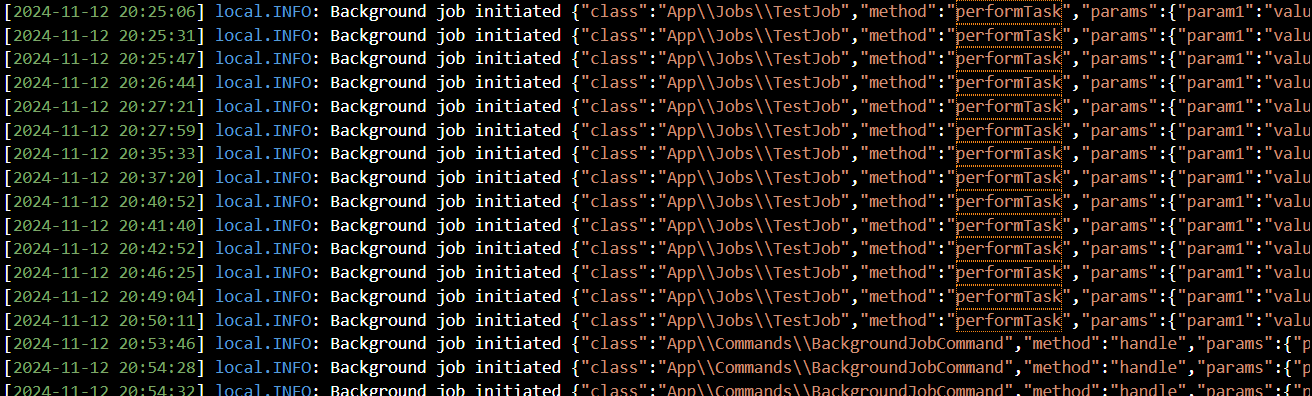 [2024-11-12 20:25:06] local.INFO: Background job initiated {"class":"App\\Jobs\\TestJob","method":"performTask","params":{"param1":"valu
[2024-11-12 20:25:31] local.INFO: Background job initiated {"class":"App\\Jobs\\TestJob","method":"performTask","params":{"param1":"valu
[2024-11-12 20:25:47] local.INFO: Background job initiated {"class":"App\\Jobs\\TestJob","method":"performTask","params":{"param1":"valu
[2024-11-12 20:26:44] local.INFO: Background job initiated {"class":"App\\Jobs\\TestJob","method":"performTask","params":{"param1":"valu
[2024-11-12 20:27:21] local.INFO: Background job initiated {"class":"App\\Jobs\\TestJob","method":"performTask","params":{"param1":"valu
[2024-11-12 20:27:59] local.INFO: Background job initiated {"class":"App\\Jobs\\TestJob","method":"performTask","params":{"param1":"valu
[2024-11-12 20:35:33] local.INFO: Background job initiated {"class":"App\\Jobs\\TestJob","method":"performTask","params":{"param1":"valu
[2024-11-12 20:37:20] local.INFO: Background job initiated {"class":"App\\Jobs\\TestJob","method":"performTask","params":{"param1":"valu
[2024-11-12 20:40:52] local.INFO: Background job initiated {"class":"App\\Jobs\\TestJob","method":"performTask","params":{"param1":"valu
[2024-11-12 20:41:40] local.INFO: Background job initiated {"class":"App\\Jobs\\TestJob","method":"performTask","params":{"param1":"valu
[2024-11-12 20:42:52] local.INFO: Background job initiated {"class":"App\\Jobs\\TestJob","method":"performTask","params":{"param1":"valu
[2024-11-12 20:46:25] local.INFO: Background job initiated {"class":"App\\Jobs\\TestJob","method":"performTask","params":{"param1":"valu
[2024-11-12 20:49:04] local.INFO: Background job initiated {"class":"App\\Jobs\\TestJob","method":"performTask","params":{"param1":"valu
[2024-11-12 20:50:11] local.INFO: Background job initiated {"class":"App\\Jobs\\TestJob","method":"performTask","params":{"param1":"valu
[2024-11-12 20:53:46] local.INFO: Background job initiated {"class":"App\\Commands\\BackgroundJobCommand","method":"handle","params":{"p
[2024-11-12 20:54:28] local.INFO: Background job initiated {"class":"App\\Commands\\BackgroundJobCommand","method":"handle","params":{"p
[2024-11-12 20:54:32] local.INFO: Background job initiated {"class":"App\\Commands\\BackgroundJobCommand","method":"handle","params":{"p